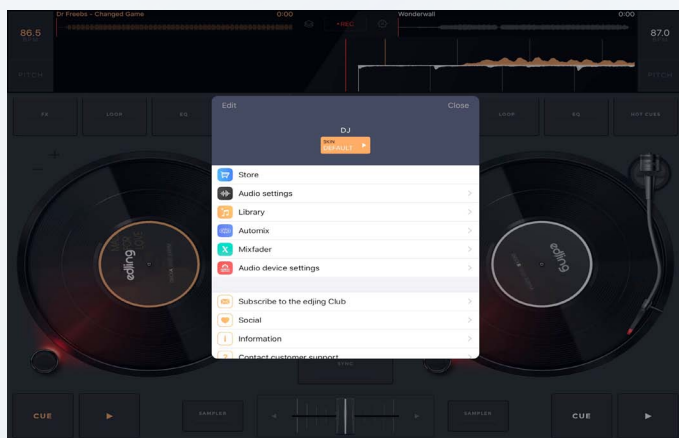 Dr Freebs - Changed Game
0:00
Wonderwall
0:00
86.5
REC
87.0
PITCH
PITCH
FX
LOOP
EQ
LOOP
EQ
HOT CUES
Edit
Close
DJ
SKIN
DEFAULT
Store
Audio settings
Library
Automix
Mixfader
Audio device settings
Subscribe to the edjing Club
Social
Information
Contact customer support
edjing
edjing
SYNC
CUE
SAMPLER
SAMPLER
CUE